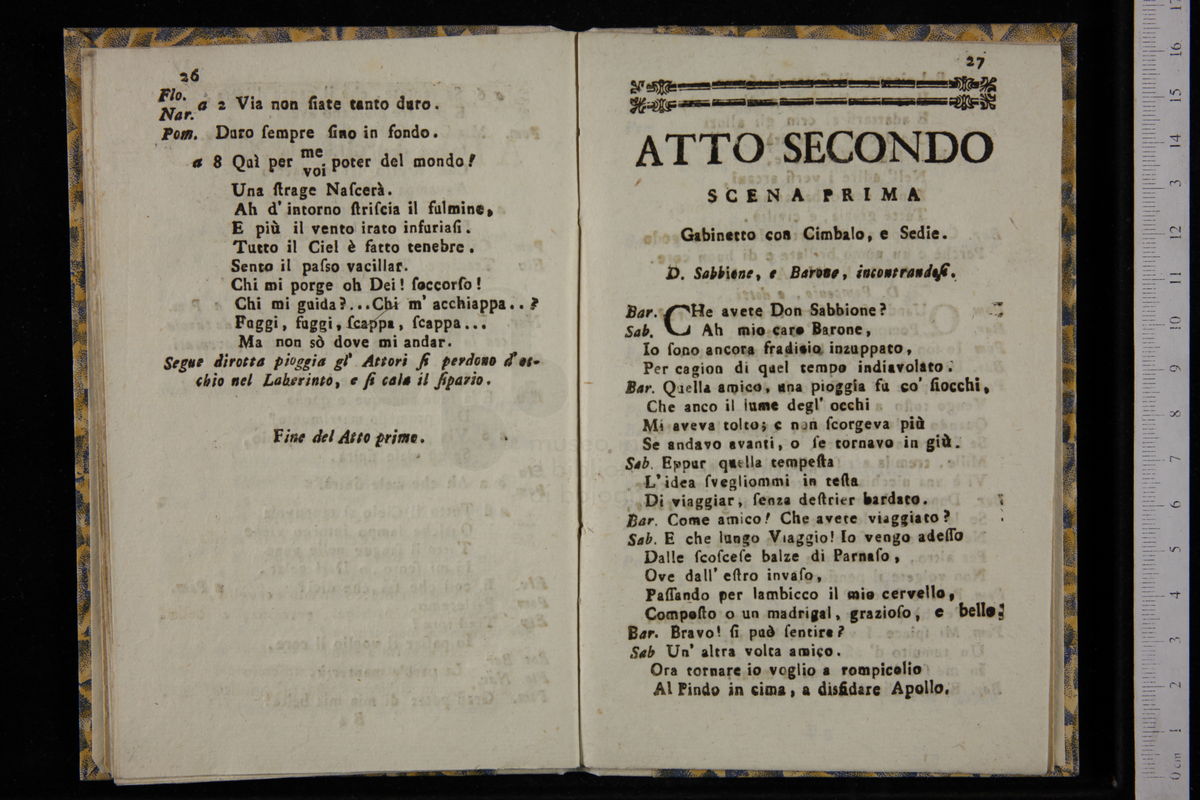 26
Flo.
Nar. a 2 Via non ſiate tanto duro.
Pom. Duro ſempre ſino in fondo.
a 8 Quì per me voi poter del mondo!
Una ſtrage Naſcerà.
Ah d' intorno ſtriſcia il fulmine,
E più il vento irato infuriaſi.
Tutto il Ciel è fatto tenebre.
Sento il paſso vacillar.
Chi mi porge oh Dei! ſoccorſo!
Chi mi guida?...Chi m' acchiappa..?
Fuggi, fuggi, ſcappa, ſcappa...
Ma non sò dove mi andar.
Segue dirotta pioggia gl' Attori ſi perdono d'oc-
chio nel Laberinto, e ſi cala il ſipario.
Fine del Atto primo.
27
ATTO SECONDO
SCENA PRIMA
Gabinetto con Cimbalo, e Sedie.
D. Sabbione, e Barone, incontrandoſi.
Bar. CHe avete Don Sabbione?
Sab. Ah mio caro Barone,
Io ſono ancora fradicio inzuppato,
Per cagion di quel tempo indiavolato.
Bar. Quella amico, una pioggia fu co' fiocchi,
Che anco il lume degl' occhi
Mi aveva tolto; e non ſcorgeva più
Se andavo avanti, o ſe tornavo in giù.
Sab. Eppur quella tempeſta
L' idea ſvegliommi in teſta
Di viaggiar, ſenza deſtrier bardato.
Bar. Come amico! Che avete viaggiato?
Sab. E che lungo Viaggio! Io vengo adeſſo
Dalle ſcoſceſe balze di Parnaſo,
Ove dall' eſtro invaſo,
Paſſando per lambicco il mio cervello,
Compoſto o un madrigal, grazioſo, e bello;
Bar. Bravo! ſi può ſentire?
Sab Un' altra volta amico.
Ora tornare io voglio a rompicollo
Al Pindo in cima, a disfidare Apollo.